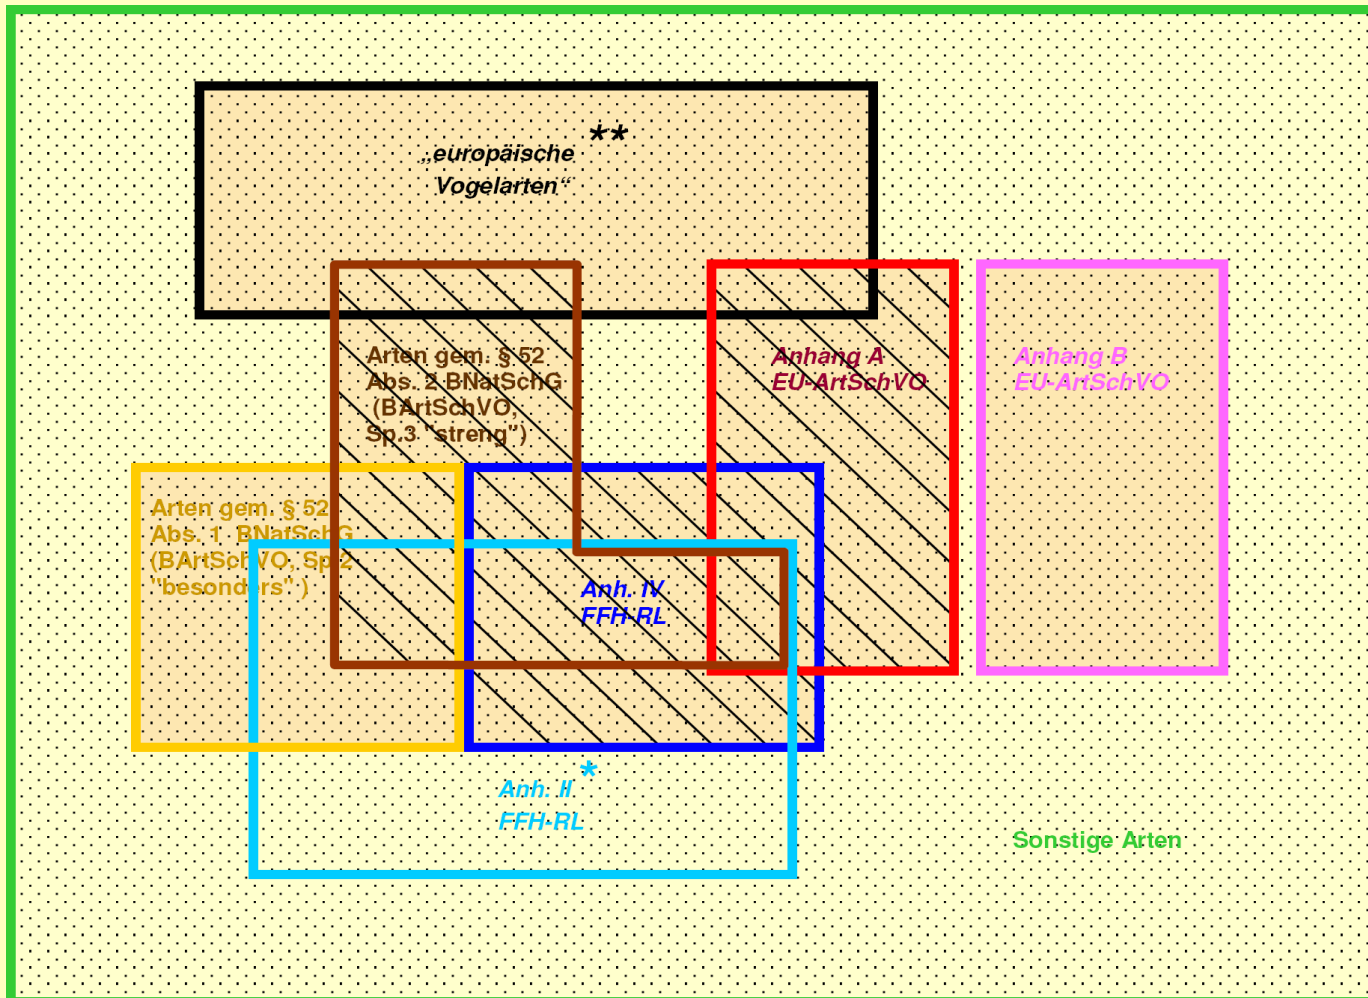 **
„europäische
Vogelarten“
Arten gem. § 52
Abs. 2 BNatSchG
(BArtSchVO,
Sp.3 "streng")
Anhang A
EU-ArtSchVO
Anhang B
EU-ArtSchVO
Arten gem. § 52
Abs. 1 BNatSchG
(BArtSchVO, Sp.2
"besonders" )
Anh. IV
FFH-RL
*
Anh. II
FFH-RL
Sonstige Arten